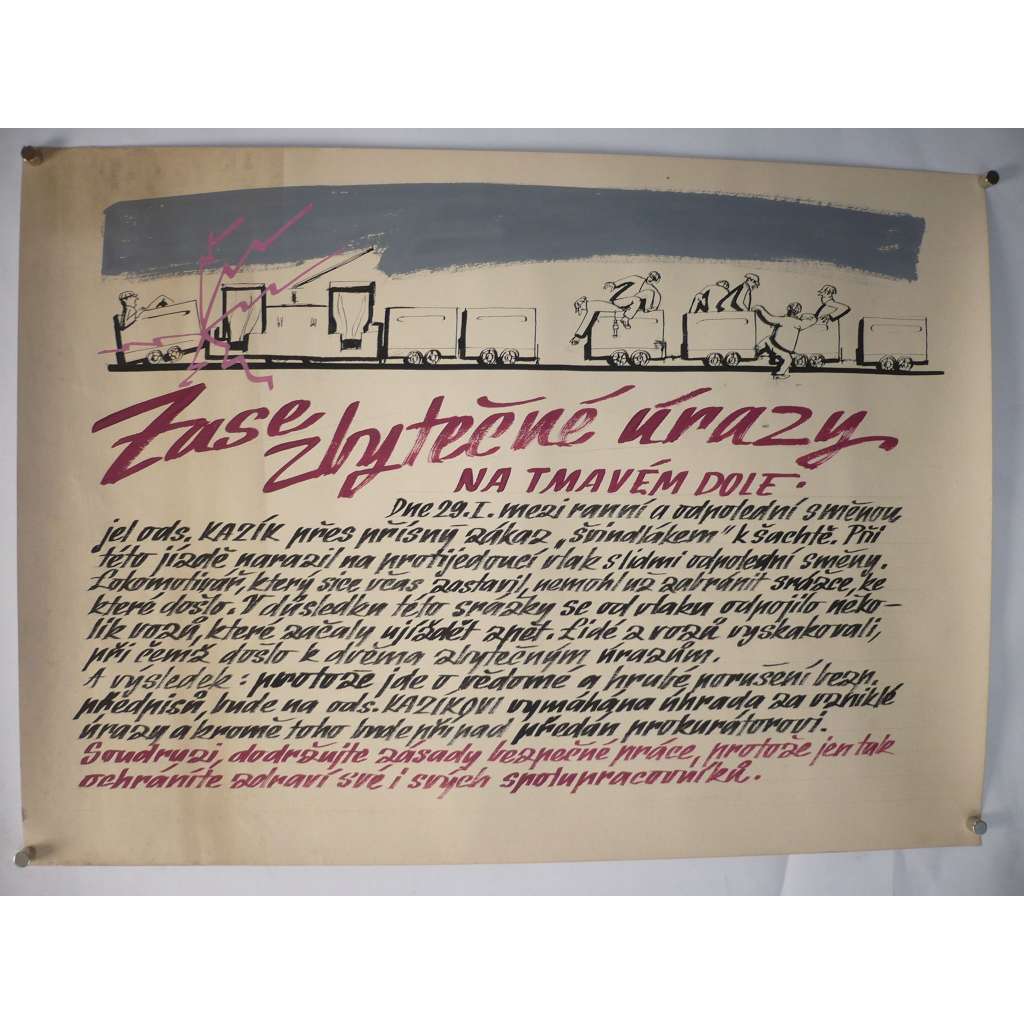 Zase zbytečné úrazy
NA TMAVÉM DOLE.
Dne 29.I. mezi ranní a odpolední směnou
jel ods. KAZÍK přes přísný zákaz „švindlákem" k šachtě. Při
této jízdě narazil na protijedoucí vlak s lidmi odpolední směny.
Lokomotivář, který sice včas zastavil, nemohl už zabránit srážce, ke
které došlo. V důsledku této srážky se od vlaku odpojilo něko-
lik vozů, které začaly ujíždět zpět. Lidé z vozů vyskakovali,
při čemž došlo k dvěma zbytečným úrazům.
A výsledek: protože jde o vědomé a hrubé porušení bezp.
předpisů, bude na ods. KAZÍKOVI vymáhána úhrada za vzniklé
úrazy a kromě toho bude případ předán prokurátorovi.
Soudruzi, dodržujte zásady bezpečné práce, protože jen tak
ochráníte zdraví své i svých spolupracovníků.